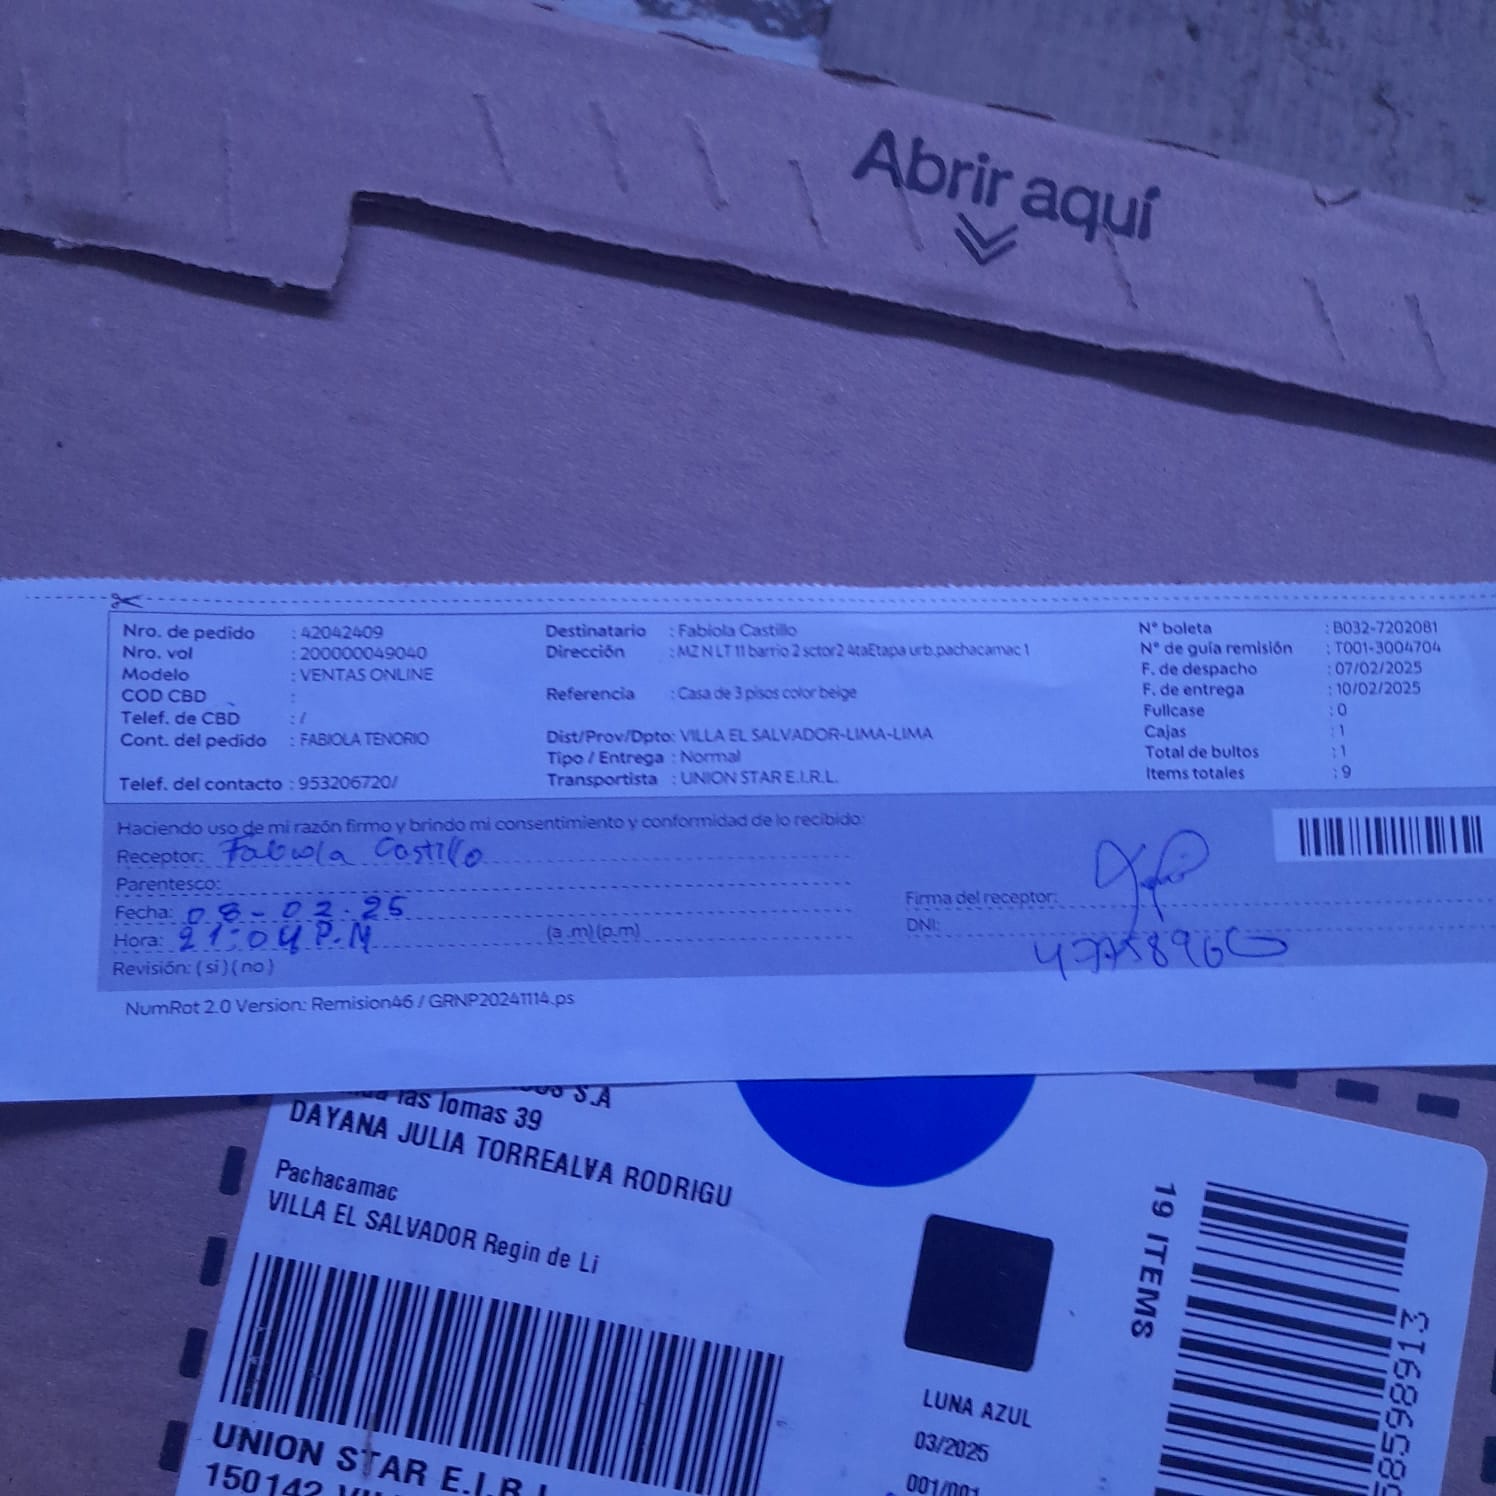 Abrir aquí
Nro. de pedido : 42042409
Nro. vol : 200000049040
Modelo : VENTAS ONLINE
COD CBD :
Telef. de CBD : /
Cont. del pedido : FABIOLA TENORIO
Telef. del contacto : 953206720/
Destinatario : Fabiola Castillo
Dirección : MZ N LT 11 barrio 2 sctor2 4taEtapa urb.pachacamac 1
Referencia : Casa de 3 pisos color beige
Dist/Prov/Dpto: VILLA EL SALVADOR-LIMA-LIMA
Tipo / Entrega : Normal
Transportista : UNION STAR E.I.R.L.
N° boleta : B032-7202081
N° de guía remisión : T001-3004704
F. de despacho : 07/02/2025
F. de entrega : 10/02/2025
Fullcase : 0
Cajas : 1
Total de bultos : 1
Items totales : 9
Haciendo uso de mi razón firmo y brindo mi consentimiento y conformidad de lo recibido:
Receptor: Fabiola Castillo
Parentesco:
Fecha: 08-02-25
Hora: 21:04 P.M (a .m) (p.m)
Revisión: ( si ) ( no )
Firma del receptor:
DNI:
NumRot 2.0 Version: Remision46 / GRNP20241114.ps
S.A
las lomas 39
DAYANA JULIA TORREALVA RODRIGU
Pachacamac
VILLA EL SALVADOR Regin de Li
UNION STAR E.I.R
150142
LUNA AZUL
03/2025
001/001
19 ITEMS